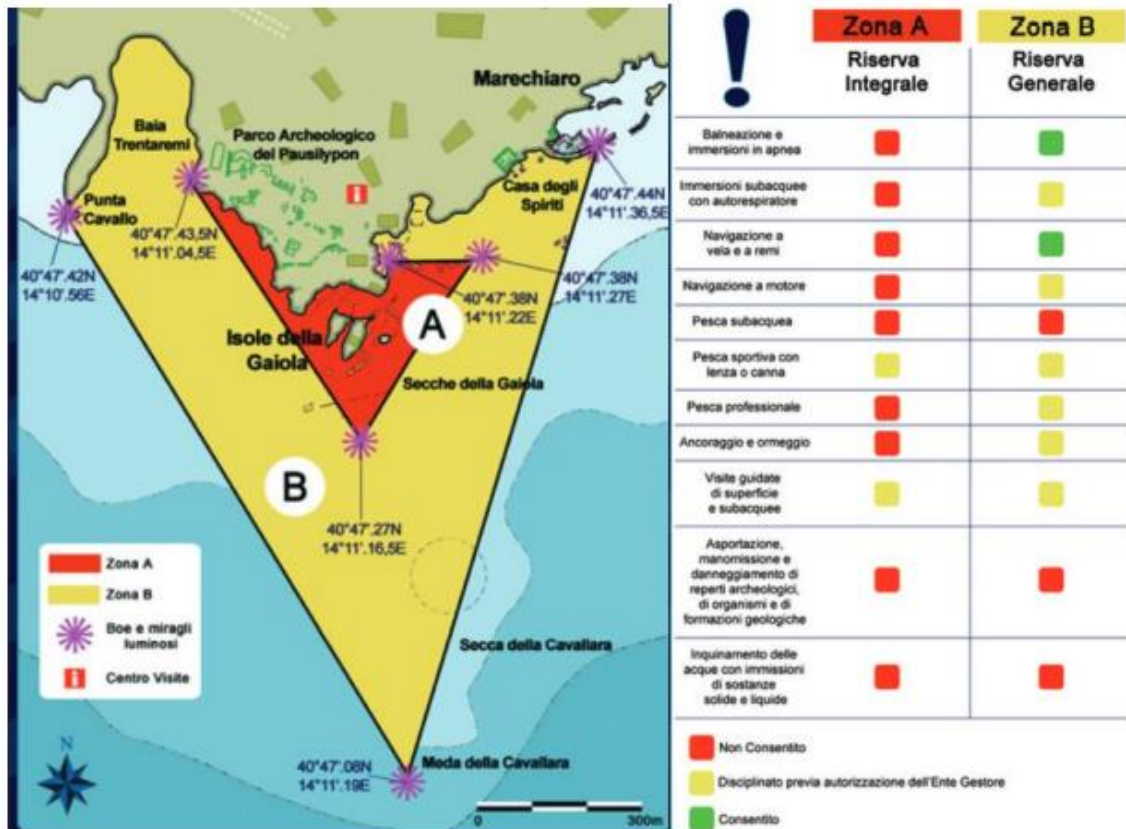 Marechiaro
Baia
Trentaremi
Parco Archeologico
del Pausilypon
Casa degli
Spiriti
Punta
Cavallo
40°47'.44N
14°11'.36,5E
40°47'.43,5N
14°11'.04,5E
40°47'.42N
14°10'.56E
40°47'.38N
14°11'.27E
40°47'.38N
14°11'.22E
A
Isole della
Gaiola
Secche della Gaiola
B
40°47'.27N
14°11'.16,5E
Zona A
Zona B
Boe e miragli
luminosi
Centro Visite
Secca della Cavallara
N
40°47'.08N
14°11'.19E
Meda della Cavallara
0
300m
!
Zona A
Zona B
Riserva
Integrale
Riserva
Generale
Balneazione e
immersioni in apnea
Immersioni subacquee
con autorespiratore
Navigazione a
vela e a remi
Navigazione a motore
Pesca subacquea
Pesca sportiva con
lenza o canna
Pesca professionale
Ancoraggio e ormeggio
Visite guidate
di superficie
e subacquee
Asportazione,
manomissione e
danneggiamento di
reperti archeologici,
di organismi e di
formazioni geologiche
Inquinamento delle
acque con immissioni
di sostanze
solide e liquide
Non Consentito
Disciplinato previa autorizzazione dell'Ente Gestore
Consentito